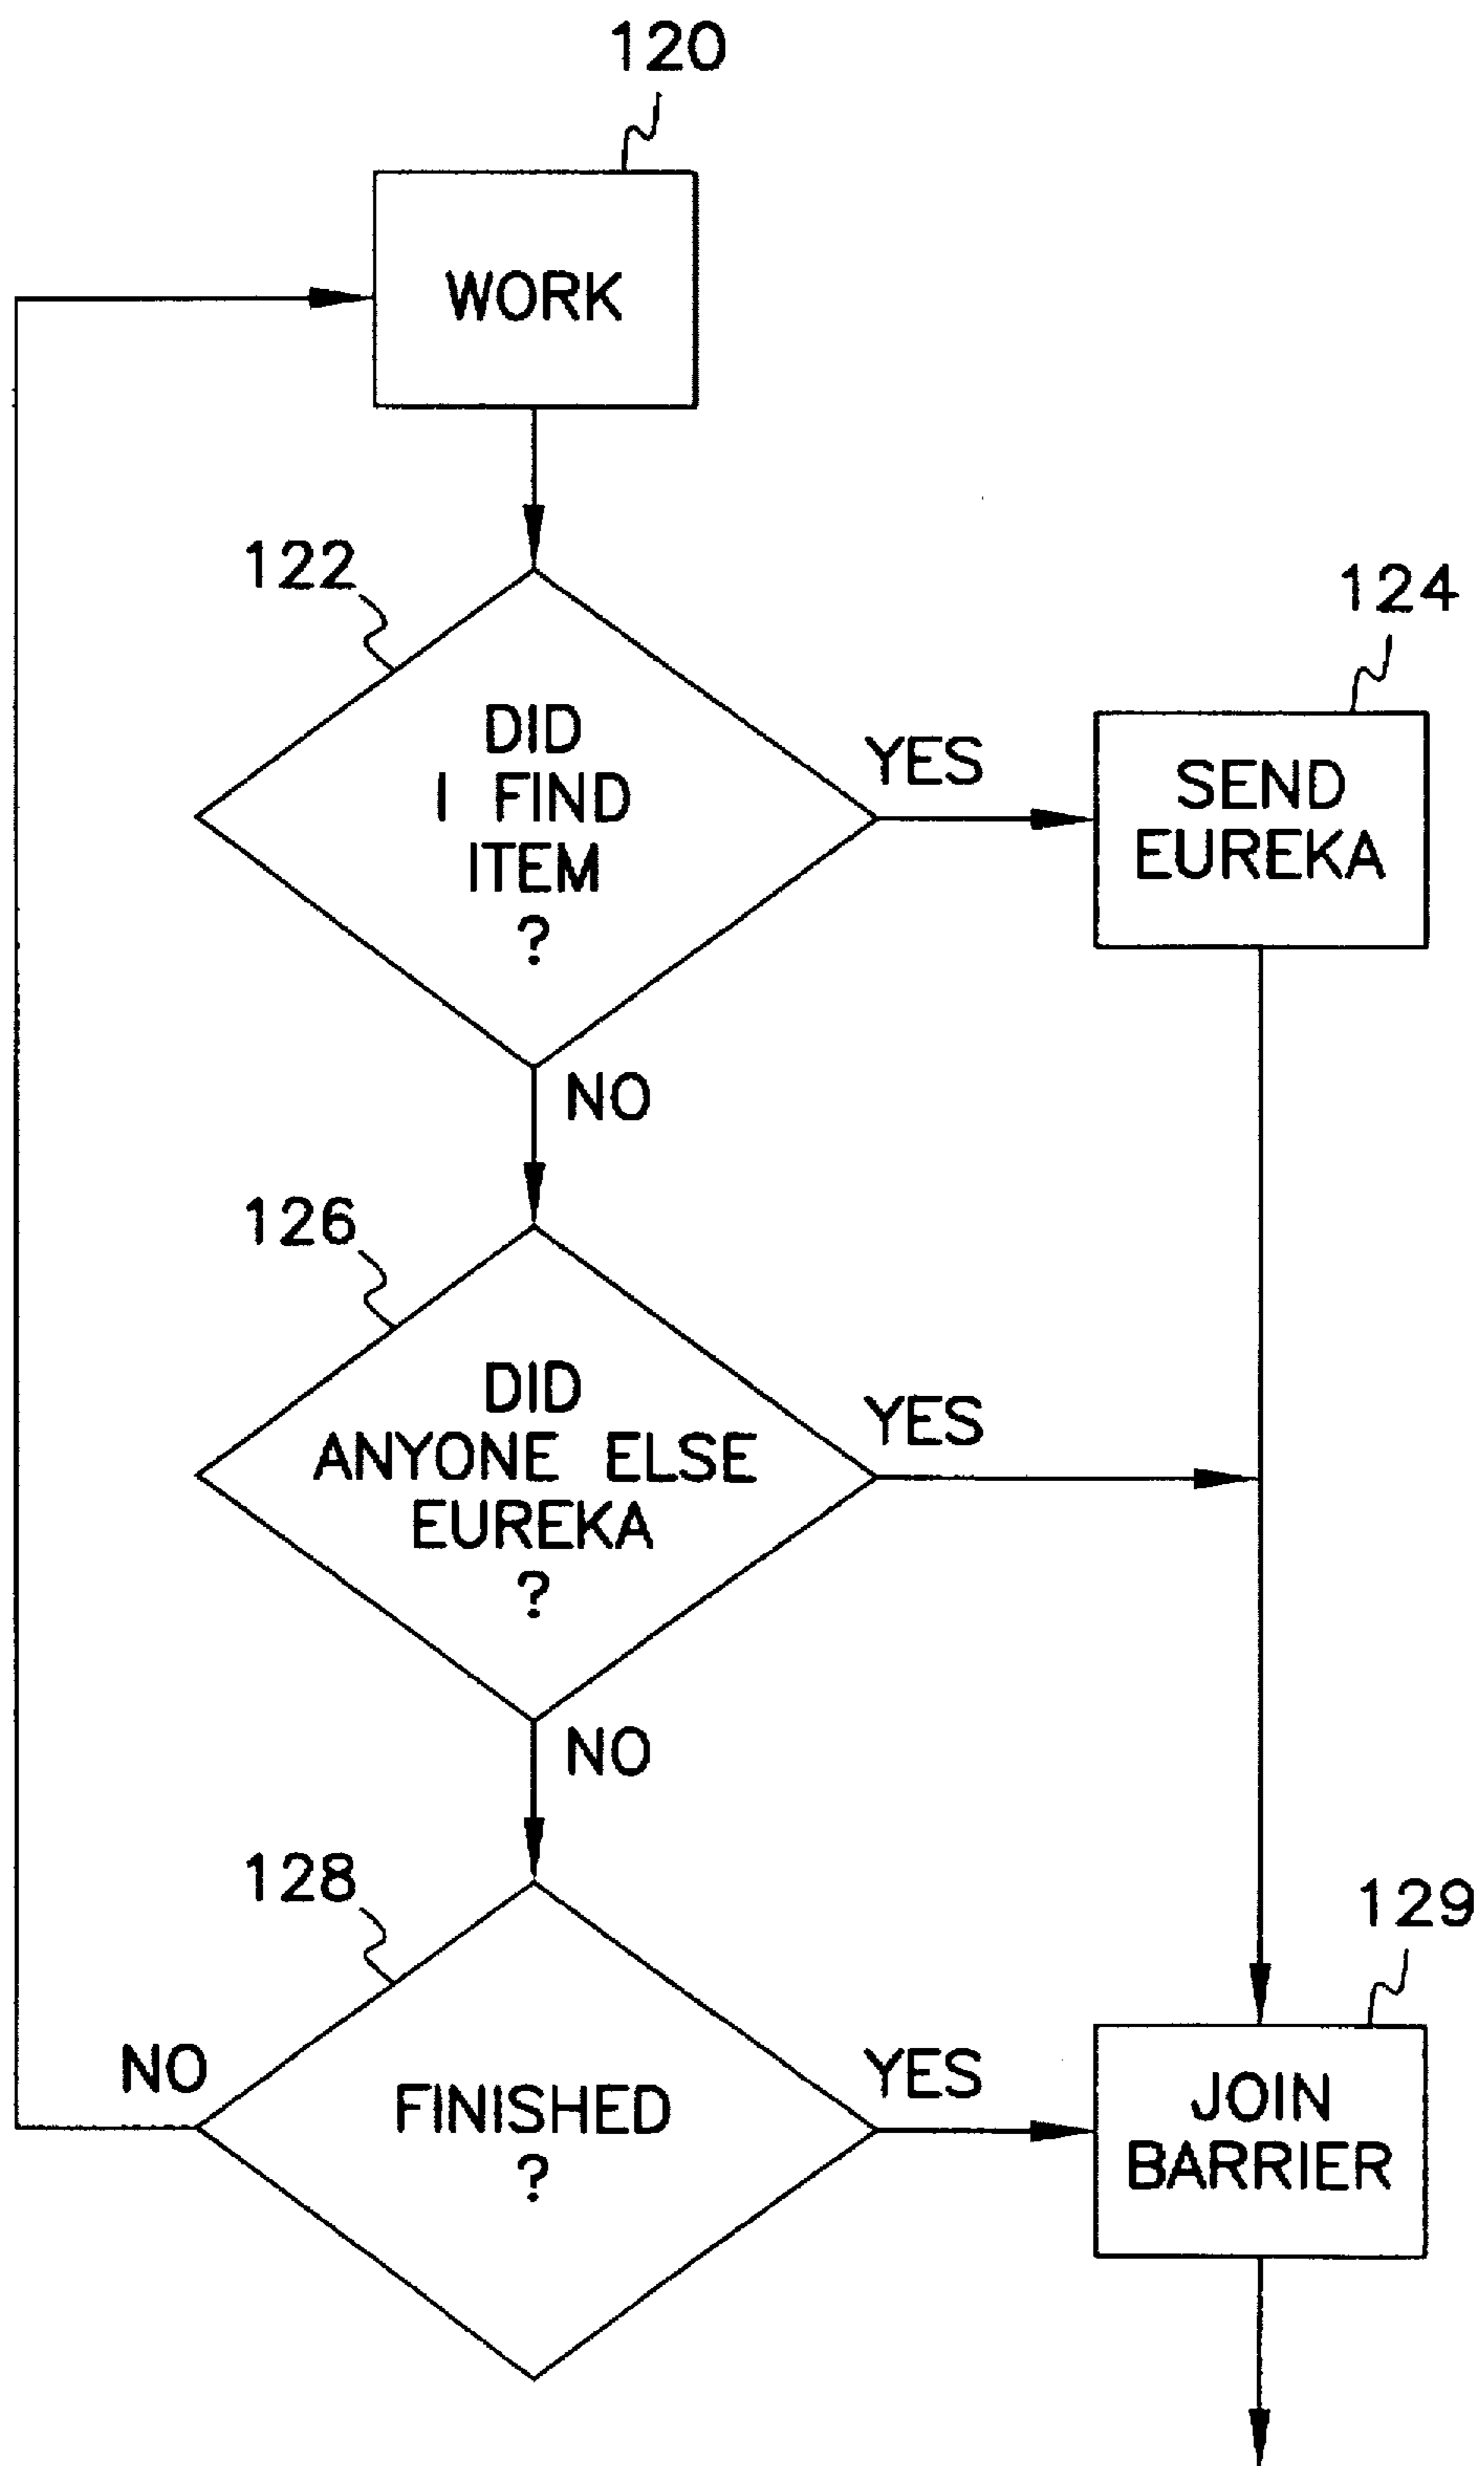 120
WORK
122
124
DID
I FIND
ITEM
?
YES
SEND
EUREKA
NO
126
DID
ANYONE ELSE
EUREKA
?
YES
NO
128
129
NO
FINISHED
?
YES
JOIN
BARRIER